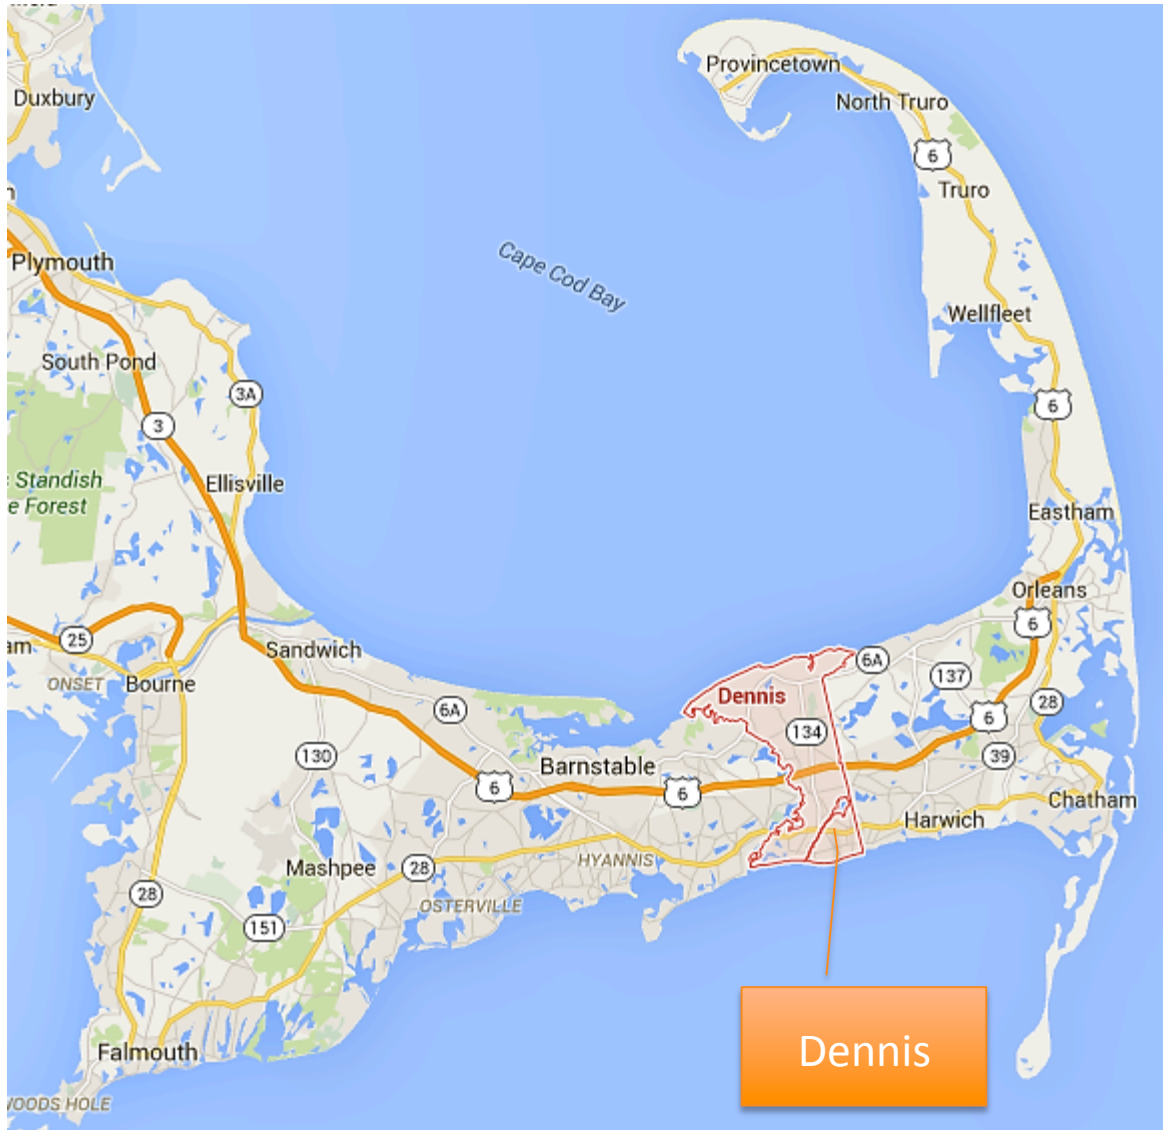 Duxbury
Provincetown
North Truro
6
Truro
Cape Cod Bay
Plymouth
Wellfleet
South Pond
3A
6
3
Standish
e Forest
Ellisville
Eastham
Orleans
6
25
am
Sandwich
6A
ONSET
Bourne
137
Dennis
6A
28
6
134
130
39
Barnstable
6
6
Chatham
Harwich
HYANNIS
Mashpee
28
28
OSTERVILLE
151
Falmouth
Dennis
WOODS HOLE